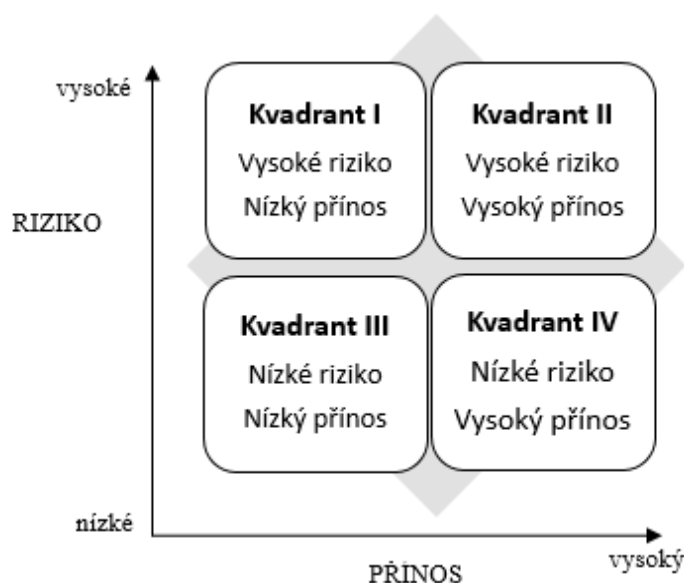 vysoké
Kvadrant I
Vysoké riziko
Nízký přínos
Kvadrant II
Vysoké riziko
Vysoký přínos
RIZIKO
Kvadrant III
Nízké riziko
Nízký přínos
Kvadrant IV
Nízké riziko
Vysoký přínos
nízké
PŘÍNOS
vysoký